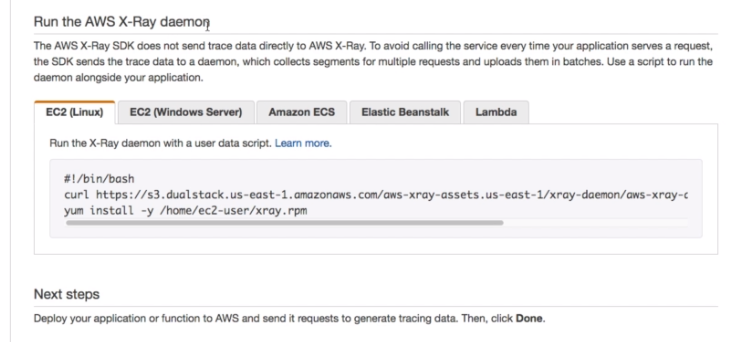 Run the AWS X-Ray daemon
The AWS X-Ray SDK does not send trace data directly to AWS X-Ray. To avoid calling the service every time your application serves a request,
the SDK sends the trace data to a daemon, which collects segments for multiple requests and uploads them in batches. Use a script to run the
daemon alongside your application.
EC2 (Linux) EC2 (Windows Server) Amazon ECS Elastic Beanstalk Lambda
Run the X-Ray daemon with a user data script. Learn more.
#!/bin/bash
curl https://s3.dualstack.us-east-1.amazonaws.com/aws-xray-assets.us-east-1/xray-daemon/aws-xray-
yum install -y /home/ec2-user/xray.rpm
Next steps
Deploy your application or function to AWS and send it requests to generate tracing data. Then, click Done.